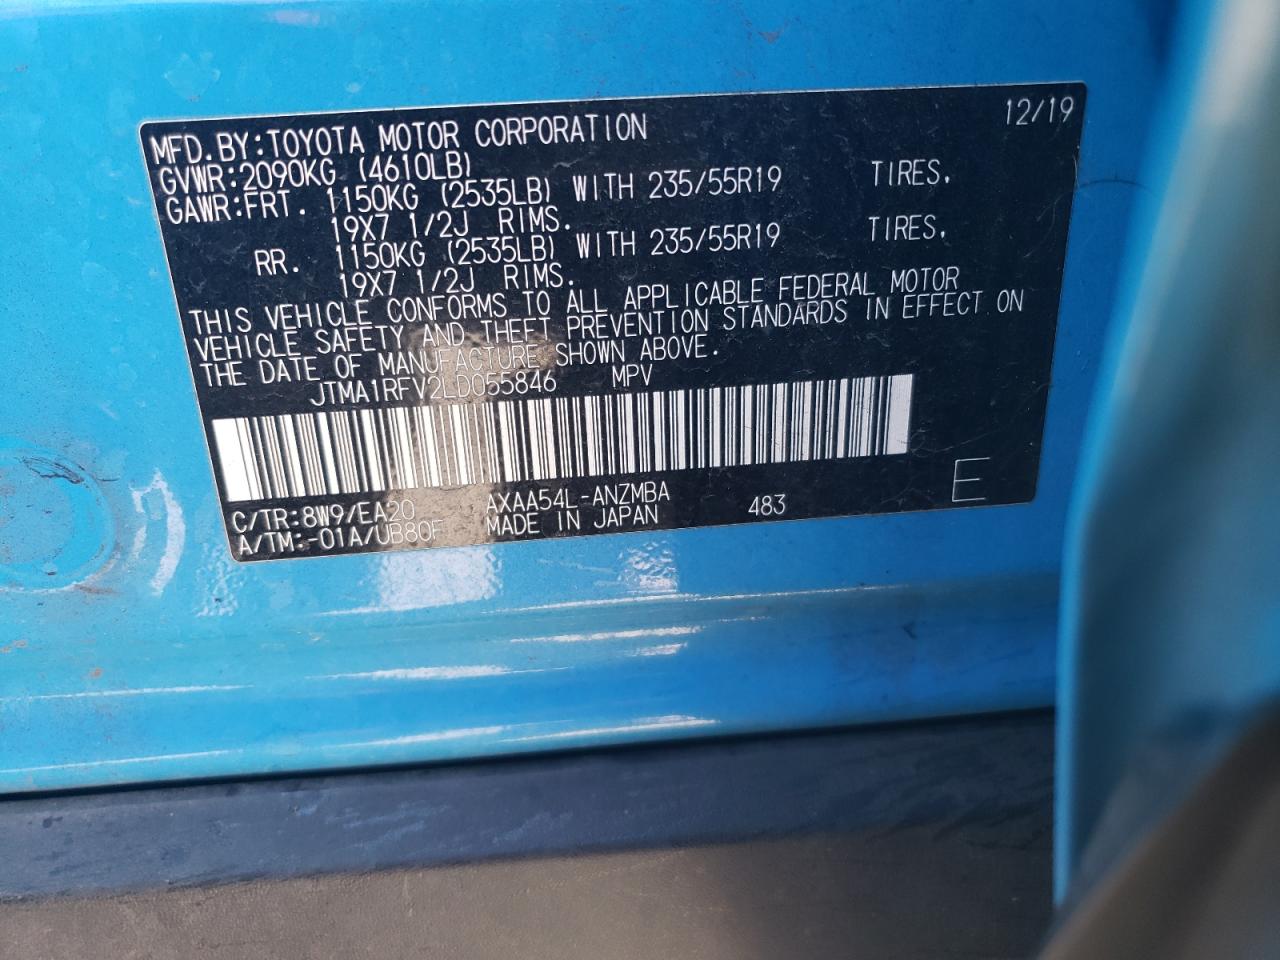 12/19
MFD.BY:TOYOTA MOTOR CORPORATION
GVWR:2090KG (4610LB)
GAWR:FRT. 1150KG (2535LB) WITH 235/55R19 TIRES.
19X7 1/2J RIMS.
RR. 1150KG (2535LB) WITH 235/55R19 TIRES.
19X7 1/2J RIMS.
THIS VEHICLE CONFORMS TO ALL APPLICABLE FEDERAL MOTOR
VEHICLE SAFETY AND THEFT PREVENTION STANDARDS IN EFFECT ON
THE DATE OF MANUFACTURE SHOWN ABOVE.
JTMA1RFV2LD055846 MPV
C/TR:8W9/EA20 AXAA54L-ANZMBA 483 E
A/TM:-01A/UB80F MADE IN JAPAN